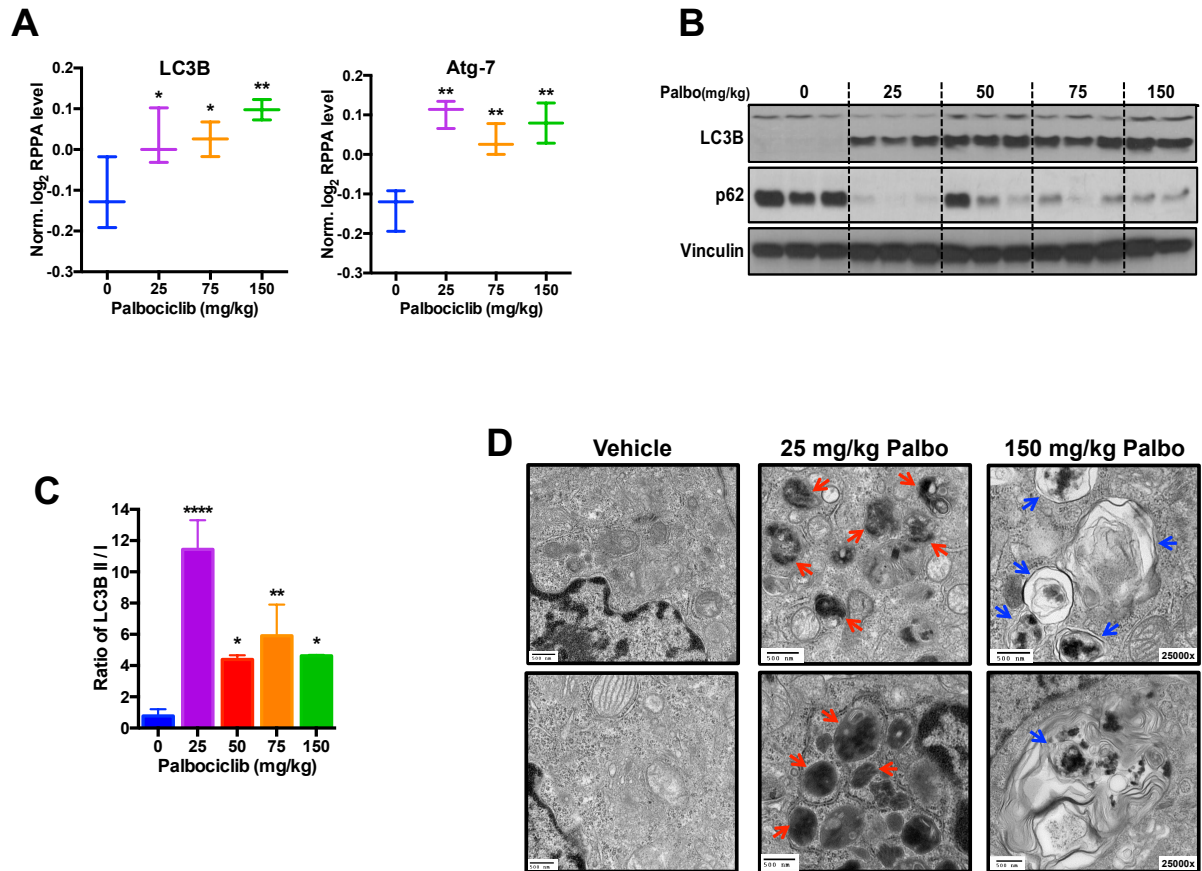 A
LC3B
Norm. log2 RPPA level
0.2
0.1
0.0
-0.1
-0.2
-0.3
*
*
**
0
25
75
150
Palbociclib (mg/kg)
Atg-7
Norm. log2 RPPA level
0.2
0.1
0.0
-0.1
-0.2
-0.3
**
**
**
0
25
75
150
Palbociclib (mg/kg)
B
Palbo(mg/kg) 0 25 50 75 150
LC3B
p62
Vinculin
C
Ratio of LC3B II / I
14
12
10
8
6
4
2
0
****
*
**
*
0
25
50
75
150
Palbociclib (mg/kg)
D
Vehicle
25 mg/kg Palbo
150 mg/kg Palbo
500 nm
500 nm
500 nm
25000x
500 nm
500 nm
500 nm
25000x